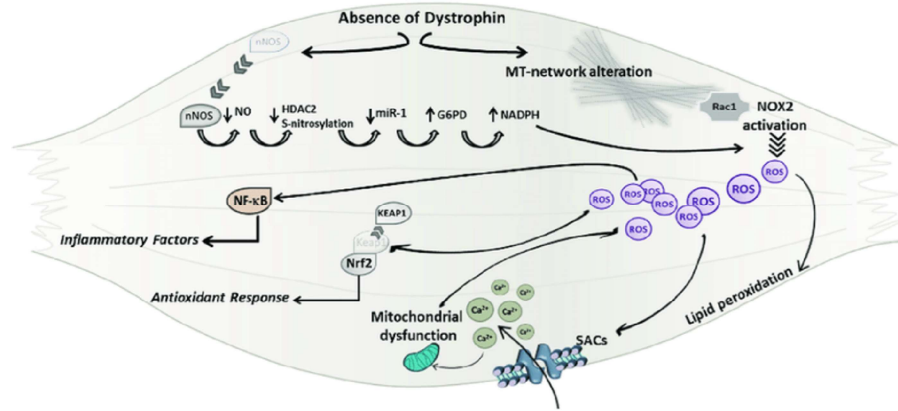 Absence of Dystrophin
nNOS
MT-network alteration
Rac1
NOX2
activation
nNOS
↓ NO
↓ HDAC2
S-nitrosylation
↓ miR-1
↑ G6PD
↑ NADPH
ROS
ROS
ROS
ROS
ROS
ROS
ROS
ROS
ROS
NF-κB
Inflammatory Factors
KEAP1
Keap1
Nrf2
Antioxidant Response
Lipid peroxidation
Mitochondrial
dysfunction
Ca²⁺
Ca²⁺
Ca²⁺
Ca²⁺
Ca²⁺
Ca²⁺
SACs